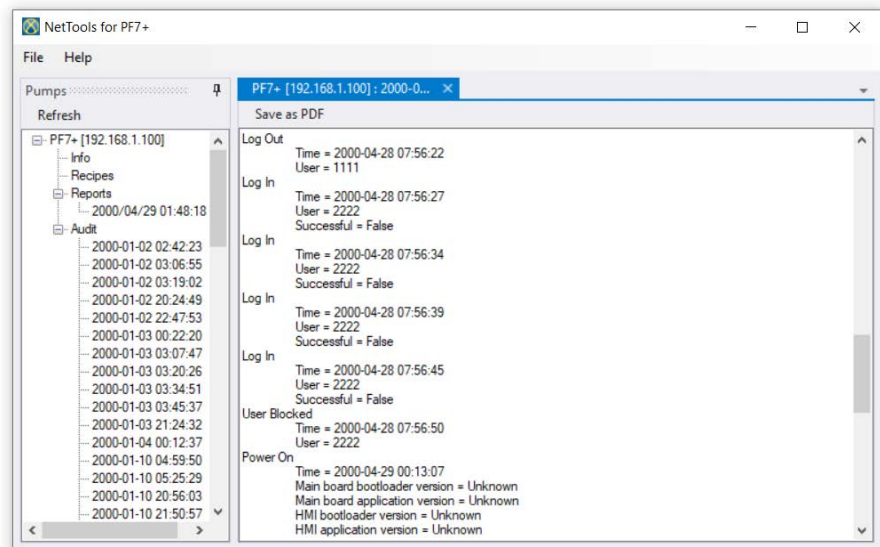 NetTools for PF7+
File Help
Pumps
Refresh
PF7+ [192.168.1.100]
Info
Recipes
Reports
2000/04/29 01:48:18
Audit
2000-01-02 02:42:23
2000-01-02 03:06:55
2000-01-02 03:19:02
2000-01-02 20:24:49
2000-01-02 22:47:53
2000-01-03 00:22:20
2000-01-03 03:07:47
2000-01-03 03:20:26
2000-01-03 03:34:51
2000-01-03 03:45:37
2000-01-03 21:24:32
2000-01-04 00:12:37
2000-01-10 04:59:50
2000-01-10 05:25:29
2000-01-10 20:56:03
2000-01-10 21:50:57
PF7+ [192.168.1.100] : 2000-0...
Save as PDF
Log Out
Time = 2000-04-28 07:56:22
User = 1111
Log In
Time = 2000-04-28 07:56:27
User = 2222
Successful = False
Log In
Time = 2000-04-28 07:56:34
User = 2222
Successful = False
Log In
Time = 2000-04-28 07:56:39
User = 2222
Successful = False
Log In
Time = 2000-04-28 07:56:45
User = 2222
Successful = False
User Blocked
Time = 2000-04-28 07:56:50
User = 2222
Power On
Time = 2000-04-29 00:13:07
Main board bootloader version = Unknown
Main board application version = Unknown
HMI bootloader version = Unknown
HMI application version = Unknown